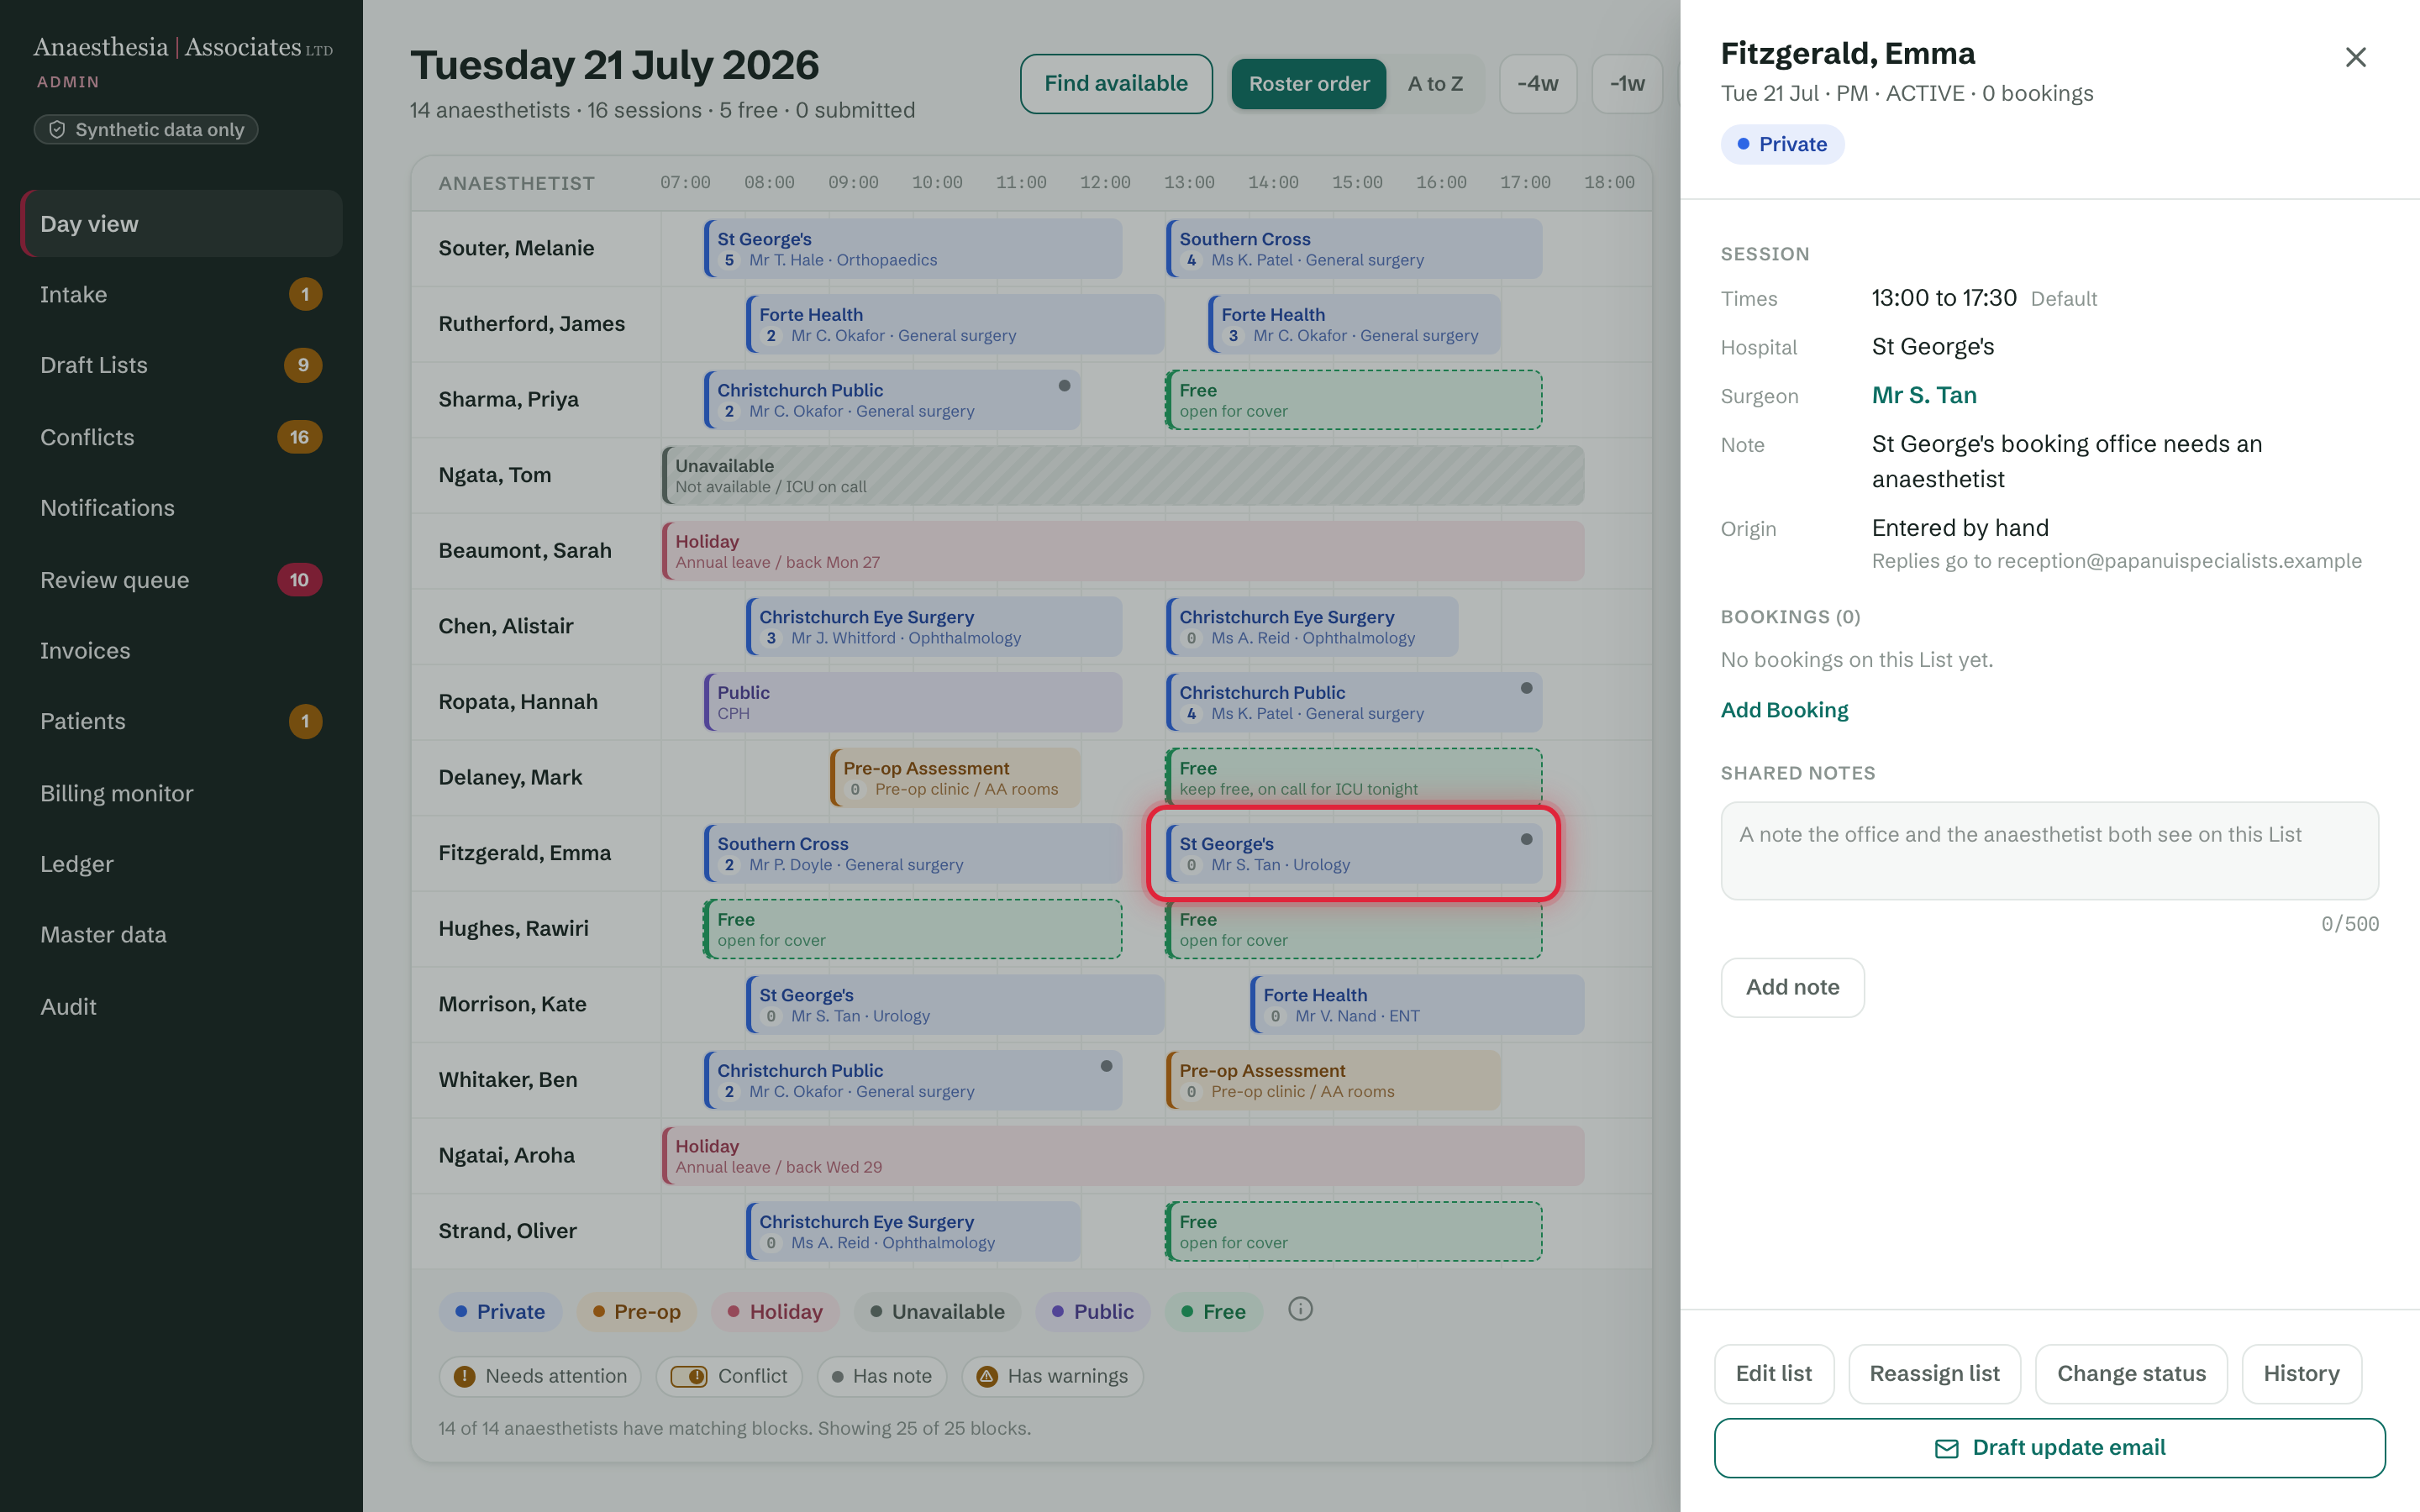 Anaesthesia | Associates LTD
ADMIN
Synthetic data only
Day view
Intake 1
Draft Lists 9
Conflicts 16
Notifications
Review queue 10
Invoices
Patients 1
Billing monitor
Ledger
Master data
Audit
Tuesday 21 July 2026
14 anaesthetists · 16 sessions · 5 free · 0 submitted
Find available
Roster order
A to Z
-4w
-1w
ANAESTHETIST 07:00 08:00 09:00 10:00 11:00 12:00 13:00 14:00 15:00 16:00 17:00 18:00
Souter, Melanie
St George's
5 Mr T. Hale · Orthopaedics
Southern Cross
4 Ms K. Patel · General surgery
Rutherford, James
Forte Health
2 Mr C. Okafor · General surgery
Forte Health
3 Mr C. Okafor · General surgery
Sharma, Priya
Christchurch Public
2 Mr C. Okafor · General surgery
Free
open for cover
Ngata, Tom
Unavailable
Not available / ICU on call
Beaumont, Sarah
Holiday
Annual leave / back Mon 27
Chen, Alistair
Christchurch Eye Surgery
3 Mr J. Whitford · Ophthalmology
Christchurch Eye Surgery
0 Ms A. Reid · Ophthalmology
Ropata, Hannah
Public
CPH
Christchurch Public
4 Ms K. Patel · General surgery
Delaney, Mark
Pre-op Assessment
0 Pre-op clinic / AA rooms
Free
keep free, on call for ICU tonight
Fitzgerald, Emma
Southern Cross
2 Mr P. Doyle · General surgery
St George's
0 Mr S. Tan · Urology
Hughes, Rawiri
Free
open for cover
Free
open for cover
Morrison, Kate
St George's
0 Mr S. Tan · Urology
Forte Health
0 Mr V. Nand · ENT
Whitaker, Ben
Christchurch Public
2 Mr C. Okafor · General surgery
Pre-op Assessment
0 Pre-op clinic / AA rooms
Ngatai, Aroha
Holiday
Annual leave / back Wed 29
Strand, Oliver
Christchurch Eye Surgery
0 Ms A. Reid · Ophthalmology
Free
open for cover
Private
Pre-op
Holiday
Unavailable
Public
Free
Needs attention
Conflict
Has note
Has warnings
14 of 14 anaesthetists have matching blocks. Showing 25 of 25 blocks.
Fitzgerald, Emma
Tue 21 Jul · PM · ACTIVE · 0 bookings
Private
SESSION
Times 13:00 to 17:30 Default
Hospital St George's
Surgeon Mr S. Tan
Note St George's booking office needs an
anaesthetist
Origin Entered by hand
Replies go to reception@papanuispecialists.example
BOOKINGS (0)
No bookings on this List yet.
Add Booking
SHARED NOTES
A note the office and the anaesthetist both see on this List
0/500
Add note
Edit list
Reassign list
Change status
History
Draft update email